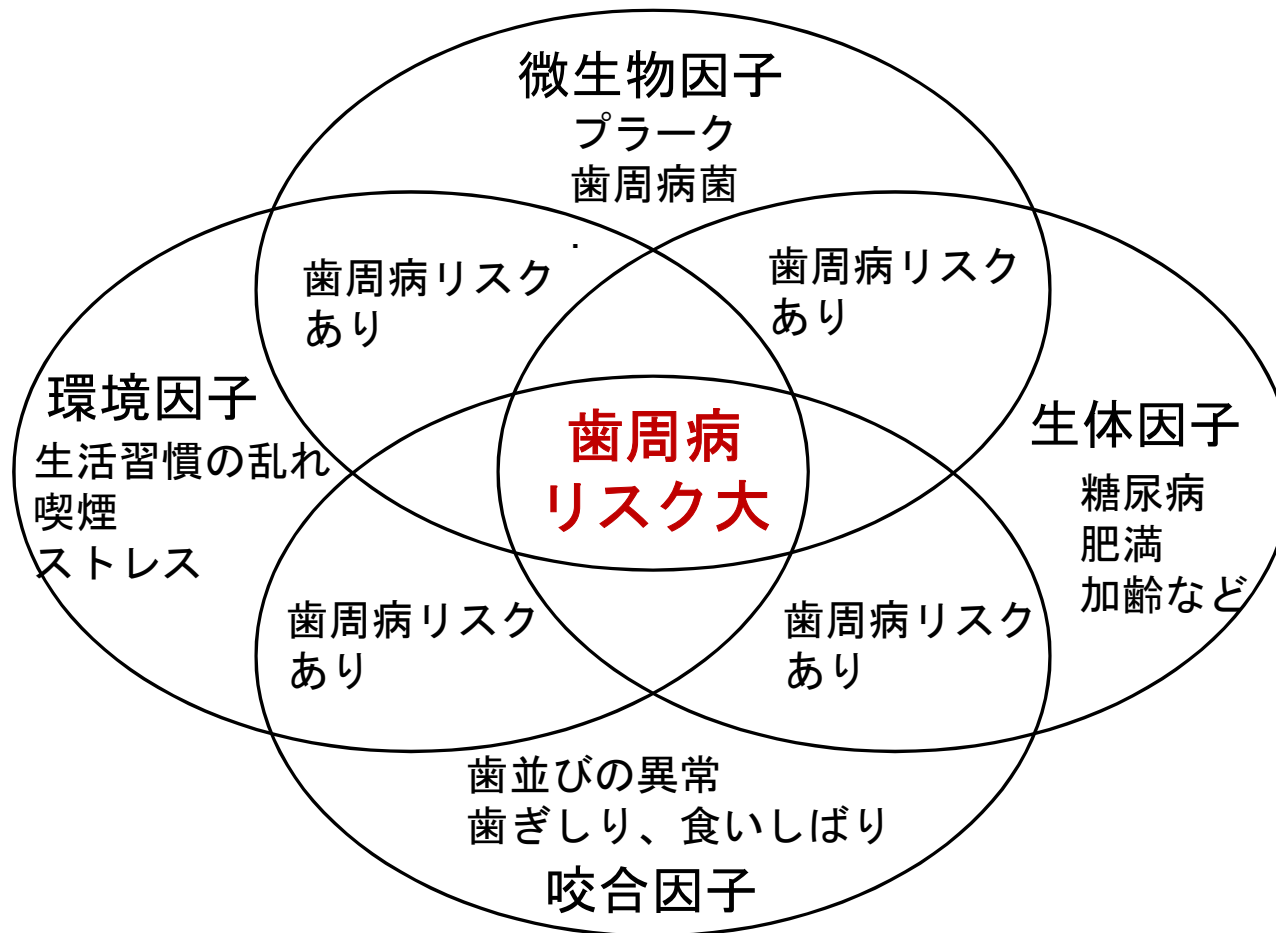 微生物因子
プラーク
歯周病菌
歯周病リスク
あり
歯周病リスク
あり
環境因子
生活習慣の乱れ
喫煙
ストレス
歯周病
リスク大
生体因子
糖尿病
肥満
加齢など
歯周病リスク
あり
歯周病リスク
あり
歯並びの異常
歯ぎしり、食いしばり
咬合因子